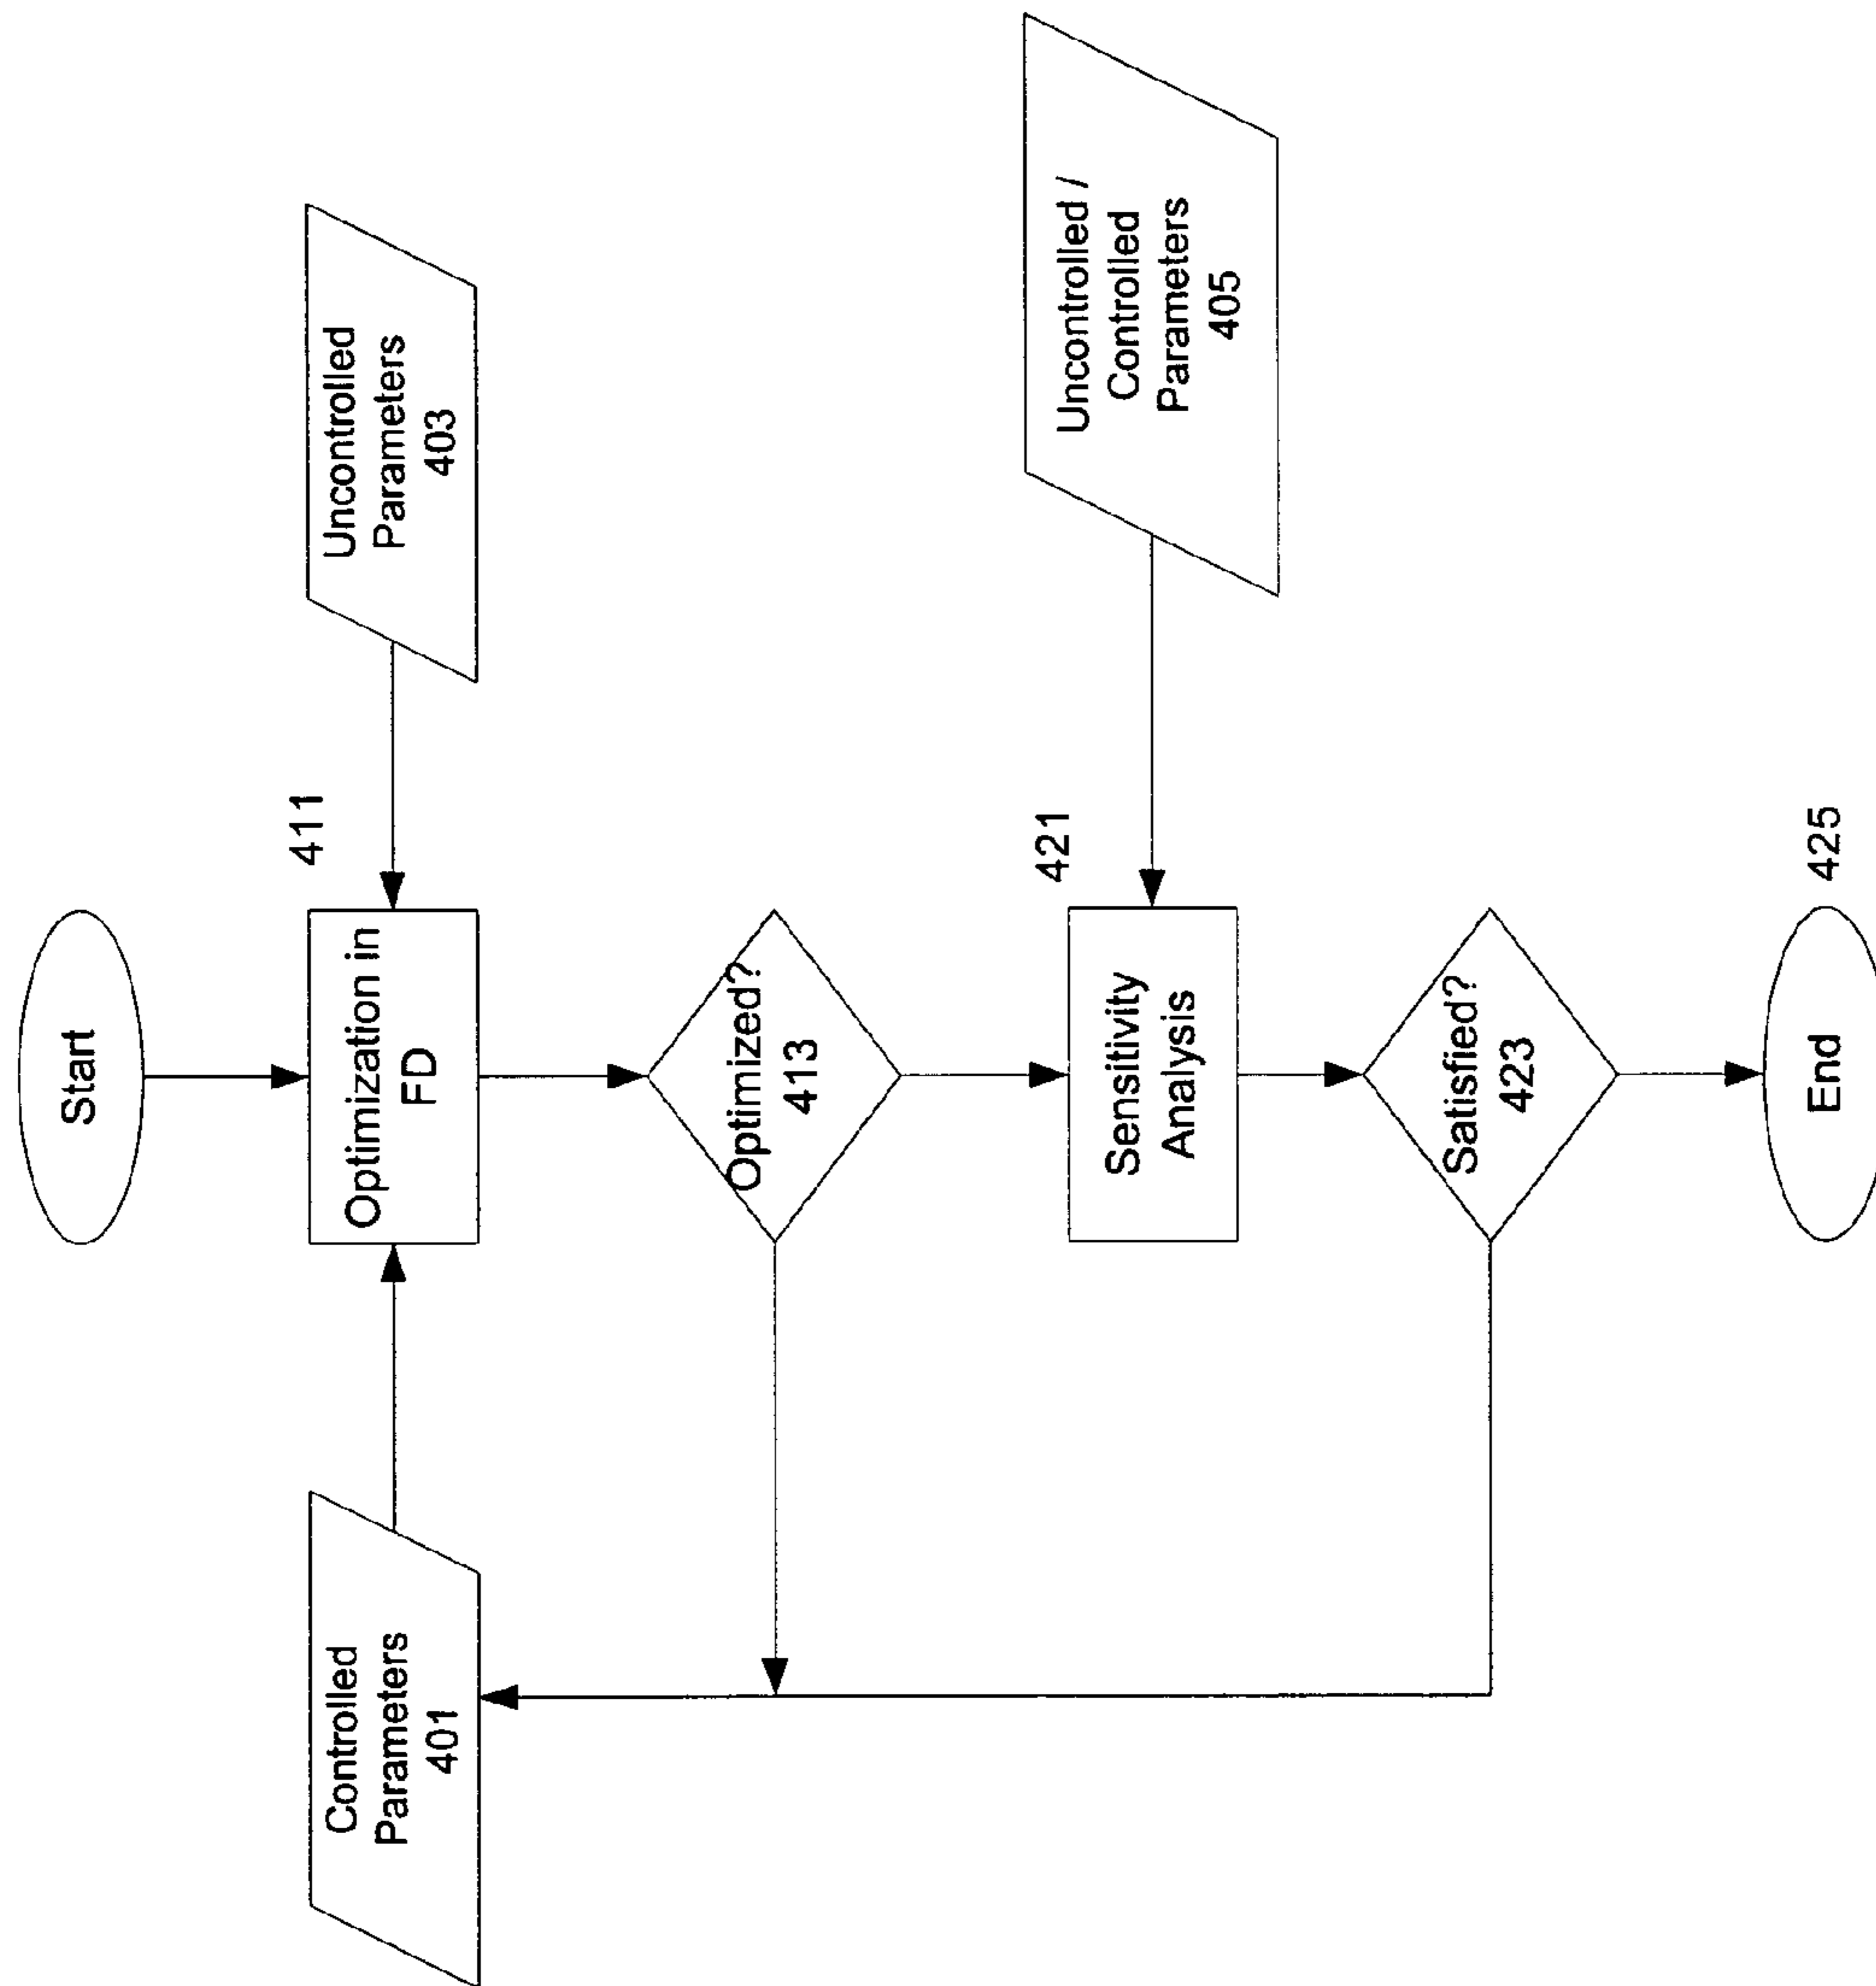 Start
411
Controlled
Parameters
401
Optimization in
FD
Uncontrolled
Parameters
403
Optimized?
413
421
Sensitivity
Analysis
Uncontrolled /
Controlled
Parameters
405
Satisfied?
423
End
425